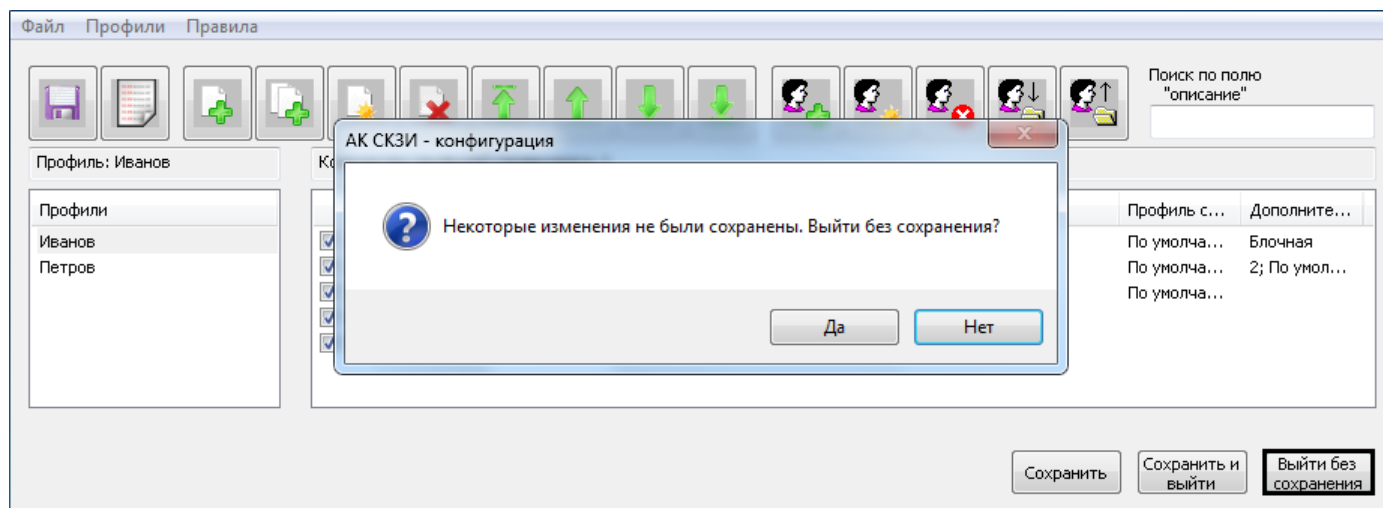 Файл Профили Правила
Поиск по полю
"описание"
АК СКЗИ - конфигурация
Профиль: Иванов
Профили
Профиль с... Дополните...
Некоторые изменения не были сохранены. Выйти без сохранения?
Иванов
По умолча... Блочная
Петров
По умолча... 2; По умол...
По умолча...
Да Нет
Сохранить
Сохранить и
выйти
Выйти без
сохранения